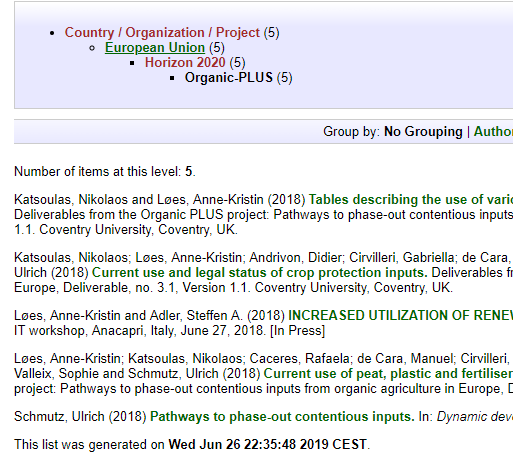 Country / Organization / Project (5)
European Union (5)
Horizon 2020 (5)
Organic-PLUS (5)
Group by: No Grouping | Autho
Number of items at this level: 5.
Katsoulas, Nikolaos and Løes, Anne-Kristin (2018) Tables describing the use of vari
Deliverables from the Organic PLUS project: Pathways to phase-out contentious inputs
1.1. Coventry University, Coventry, UK.
Katsoulas, Nikolaos; Løes, Anne-Kristin; Andrivon, Didier; Cirvilleri, Gabriella; de Cara,
Ulrich (2018) Current use and legal status of crop protection inputs. Deliverables f
Europe, Deliverable, no. 3.1, Version 1.1. Coventry University, Coventry, UK.
Løes, Anne-Kristin and Adler, Steffen A. (2018) INCREASED UTILIZATION OF RENEW
IT workshop, Anacapri, Italy, June 27, 2018. [In Press]
Løes, Anne-Kristin; Katsoulas, Nikolaos; Caceres, Rafaela; de Cara, Manuel; Cirvilleri,
Valleix, Sophie and Schmutz, Ulrich (2018) Current use of peat, plastic and fertiliser
project: Pathways to phase-out contentious inputs from organic agriculture in Europe, D
Schmutz, Ulrich (2018) Pathways to phase-out contentious inputs. In: Dynamic deve
This list was generated on Wed Jun 26 22:35:48 2019 CEST.